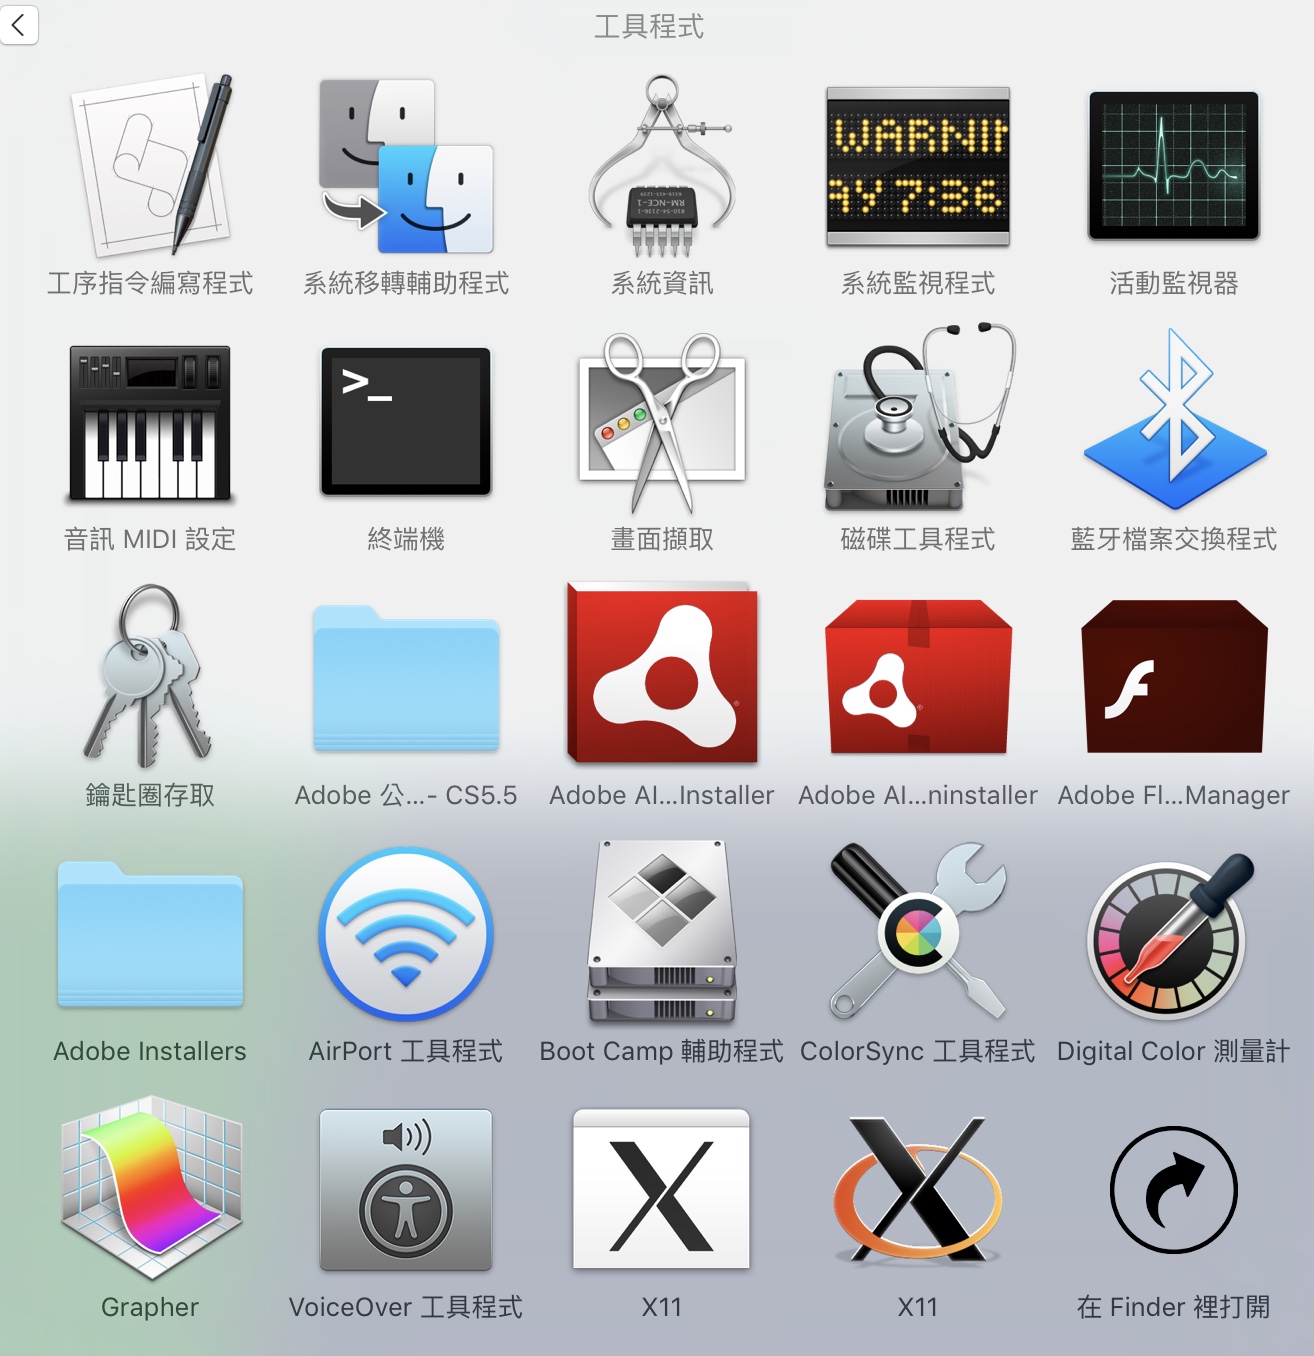 工具程式
WARNIN
AY 7:36
RM-NCE-1
工序指令編寫程式
系統移轉輔助程式
系統資訊
系統監視程式
活動監視器
>_
音訊 MIDI 設定
終端機
畫面擷取
磁碟工具程式
藍牙檔案交換程式
鑰匙圈存取
Adobe 公...- CS5.5
Adobe AI...Installer
Adobe AI...ninstaller
Adobe Fl...Manager
Adobe Installers
AirPort 工具程式
Boot Camp 輔助程式
ColorSync 工具程式
Digital Color 測量計
X
X
Grapher
VoiceOver 工具程式
X11
X11
在 Finder 裡打開